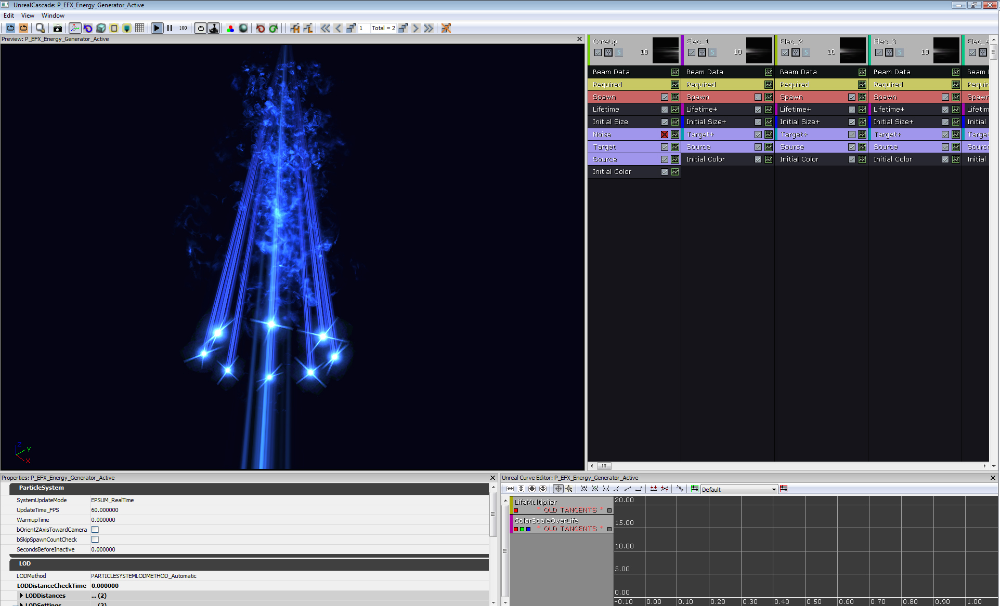 UnrealCascade: P_EFX_Energy_Generator_Active
Edit View Window
100 1 Total = 2
Preview: P_EFX_Energy_Generator_Active
Z Y X
CoreUp 10 Elec_1 10 Elec_2 10 Elec_3 10 Elec_4
S S S S
Beam Data Beam Data Beam Data Beam Data Beam
Required Required Required Required
Spawn Spawn Spawn Spawn Spawn
Lifetime Lifetime+ Lifetime+ Lifetime+
Initial Size Initial Size+ Initial Size+ Initial Size+ Initial
Noise Target+ Target+ Target+ Target
Target Source Source Source
Source Initial Color Initial Color Initial Color Initial
Initial Color
Properties: P_EFX_Energy_Generator_Active
ParticleSystem
SystemUpdateMode EPSUM_RealTime
UpdateTime_FPS 60.000000
WarmupTime 0.000000
bOrientZAxisTowardCamera
bSkipSpawnCountCheck
SecondsBeforeInactive 0.000000
LOD
LODMethod PARTICLESYSTEMLODMETHOD_Automatic
LODDistanceCheckTime 0.000000
LODDistances ... (2)
LODSettings ... (2)
Unreal Curve Editor: P_EFX_Energy_Generator_Active
Default
LifeMultiplier
* OLD TANGENTS *
ColorScaleOverLife
* OLD TANGENTS *
20.00
15.00
10.00
5.00
0.00
-0.10 0.00 0.10 0.20 0.30 0.40 0.50 0.60 0.70 0.80 0.90 1.00